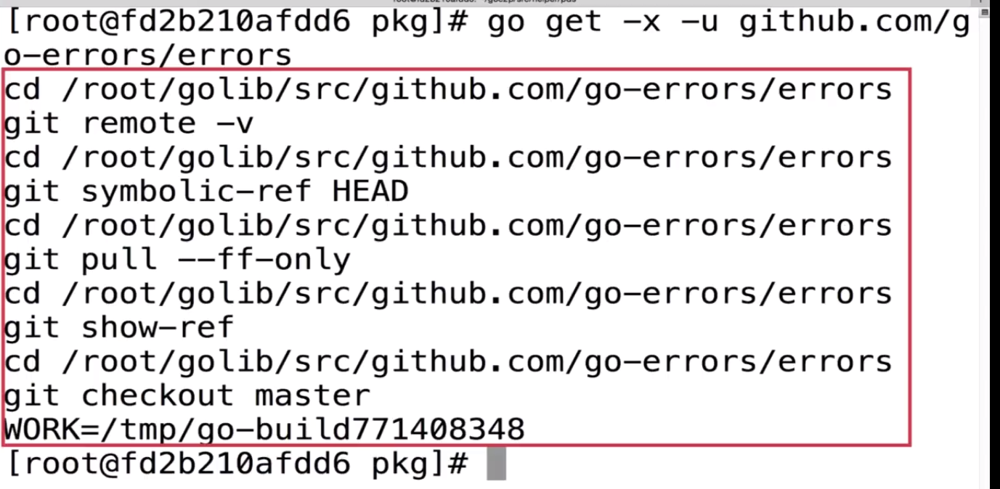 [root@fd2b210afdd6 pkg]# go get -x -u github.com/g
o-errors/errors
cd /root/golib/src/github.com/go-errors/errors
git remote -v
cd /root/golib/src/github.com/go-errors/errors
git symbolic-ref HEAD
cd /root/golib/src/github.com/go-errors/errors
git pull --ff-only
cd /root/golib/src/github.com/go-errors/errors
git show-ref
cd /root/golib/src/github.com/go-errors/errors
git checkout master
WORK=/tmp/go-build771408348
[root@fd2b210afdd6 pkg]#